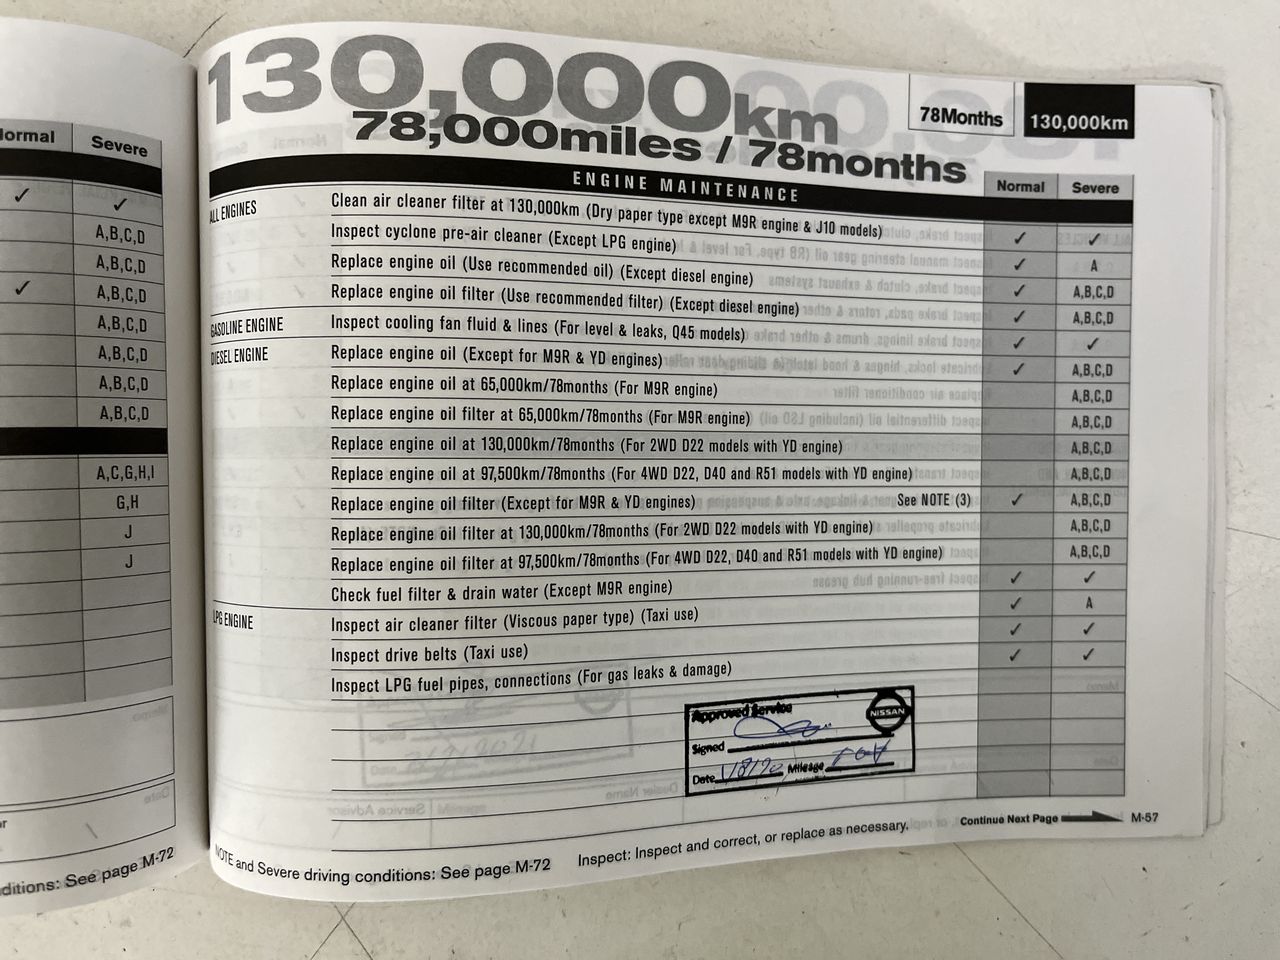 Normal
Severe
✓ ✓
A,B,C,D
A,B,C,D
✓ A,B,C,D
A,B,C,D
A,B,C,D
A,B,C,D
A,B,C,D
A,C,G,H,I
G,H
J
J
ditions: See page M-72
130,000km
78,000miles / 78months
78Months
130,000km
ENGINE MAINTENANCE
Normal
Severe
ALL ENGINES
Clean air cleaner filter at 130,000km (Dry paper type except M9R engine & J10 models)
✓ ✓
Inspect cyclone pre-air cleaner (Except LPG engine)
✓ A
Replace engine oil (Use recommended oil) (Except diesel engine)
✓ A,B,C,D
Replace engine oil filter (Use recommended filter) (Except diesel engine)
✓ A,B,C,D
GASOLINE ENGINE
Inspect cooling fan fluid & lines (For level & leaks, Q45 models)
✓ ✓
DIESEL ENGINE
Replace engine oil (Except for M9R & YD engines)
✓ A,B,C,D
Replace engine oil at 65,000km/78months (For M9R engine)
A,B,C,D
Replace engine oil filter at 65,000km/78months (For M9R engine)
A,B,C,D
Replace engine oil at 130,000km/78months (For 2WD D22 models with YD engine)
A,B,C,D
Replace engine oil at 97,500km/78months (For 4WD D22, D40 and R51 models with YD engine)
A,B,C,D
Replace engine oil filter (Except for M9R & YD engines) See NOTE (3)
✓ A,B,C,D
Replace engine oil filter at 130,000km/78months (For 2WD D22 models with YD engine)
A,B,C,D
Replace engine oil filter at 97,500km/78months (For 4WD D22, D40 and R51 models with YD engine)
A,B,C,D
Check fuel filter & drain water (Except M9R engine)
✓ ✓
LPG ENGINE
Inspect air cleaner filter (Viscous paper type) (Taxi use)
✓ A
Inspect drive belts (Taxi use)
✓ ✓
Inspect LPG fuel pipes, connections (For gas leaks & damage)
✓ ✓
Approved Service
NISSAN
Signed
Date Mileage
NOTE and Severe driving conditions: See page M-72
Inspect: Inspect and correct, or replace as necessary.
Continue Next Page
M-57